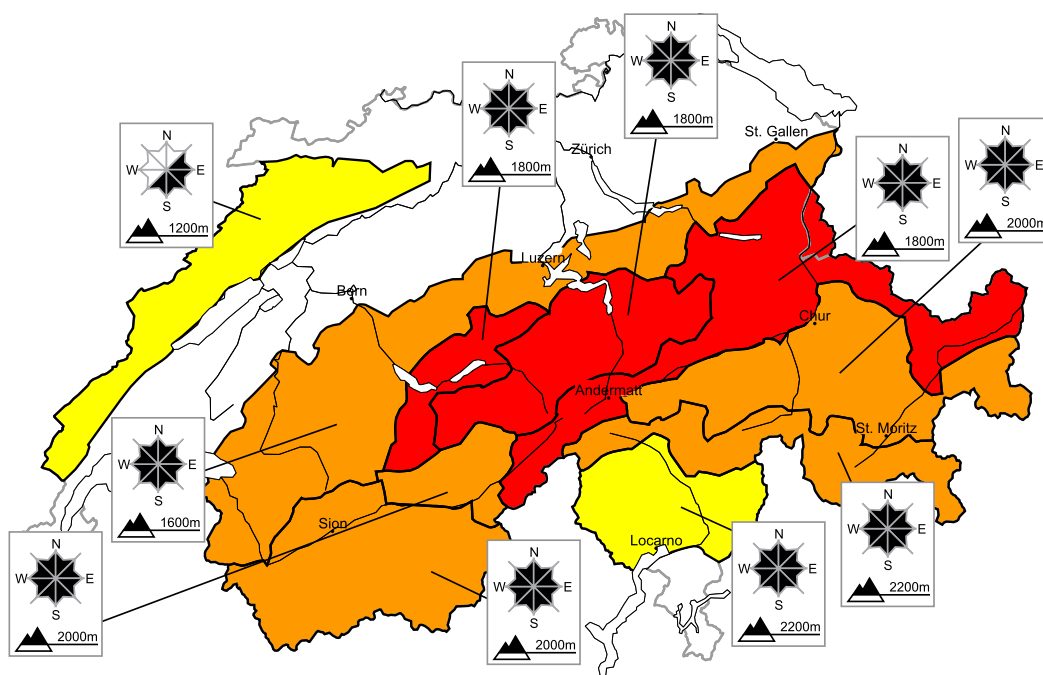 N
W E
S
1800m
N
W E
S
1800m
N
W E
S
1200m
N
W E
S
1800m
N
W E
S
2000m
St. Gallen
Zürich
Luzern
Bern
Chur
Andermatt
St. Moritz
Sion
Locarno
N
W E
S
1600m
N
W E
S
2000m
N
W E
S
2000m
N
W E
S
2200m
N
W E
S
2200m